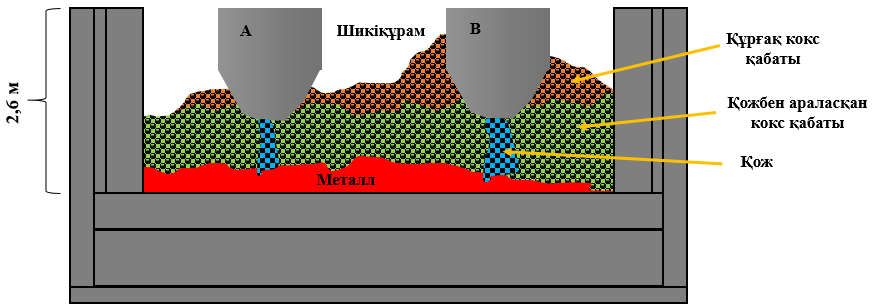 А
Шикіқұрам
В
Құрғақ кокс
қабаты
2,6 м
Қожбен араласқан
кокс қабаты
Қож
Металл